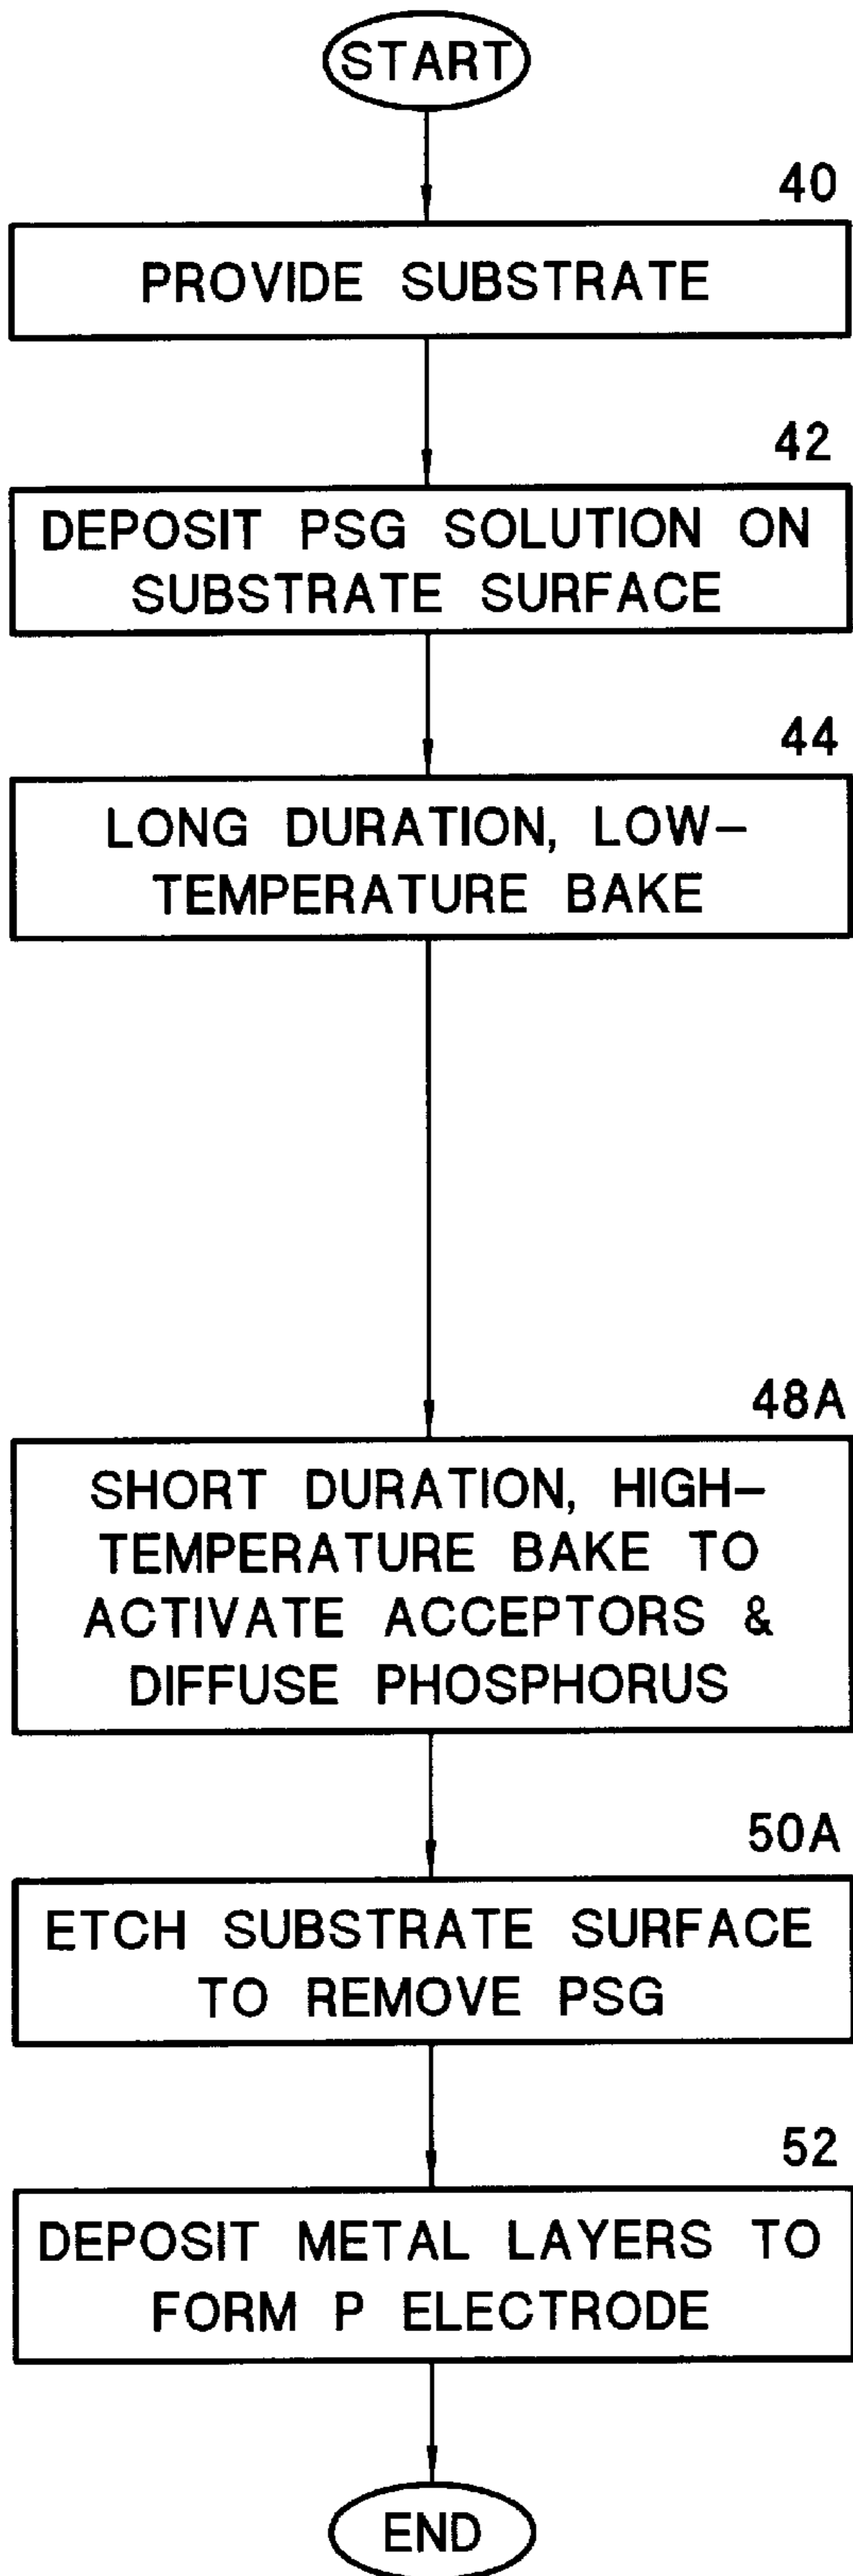 START
40
PROVIDE SUBSTRATE
42
DEPOSIT PSG SOLUTION ON
SUBSTRATE SURFACE
44
LONG DURATION, LOW-
TEMPERATURE BAKE
48A
SHORT DURATION, HIGH-
TEMPERATURE BAKE TO
ACTIVATE ACCEPTORS &
DIFFUSE PHOSPHORUS
50A
ETCH SUBSTRATE SURFACE
TO REMOVE PSG
52
DEPOSIT METAL LAYERS TO
FORM P ELECTRODE
END